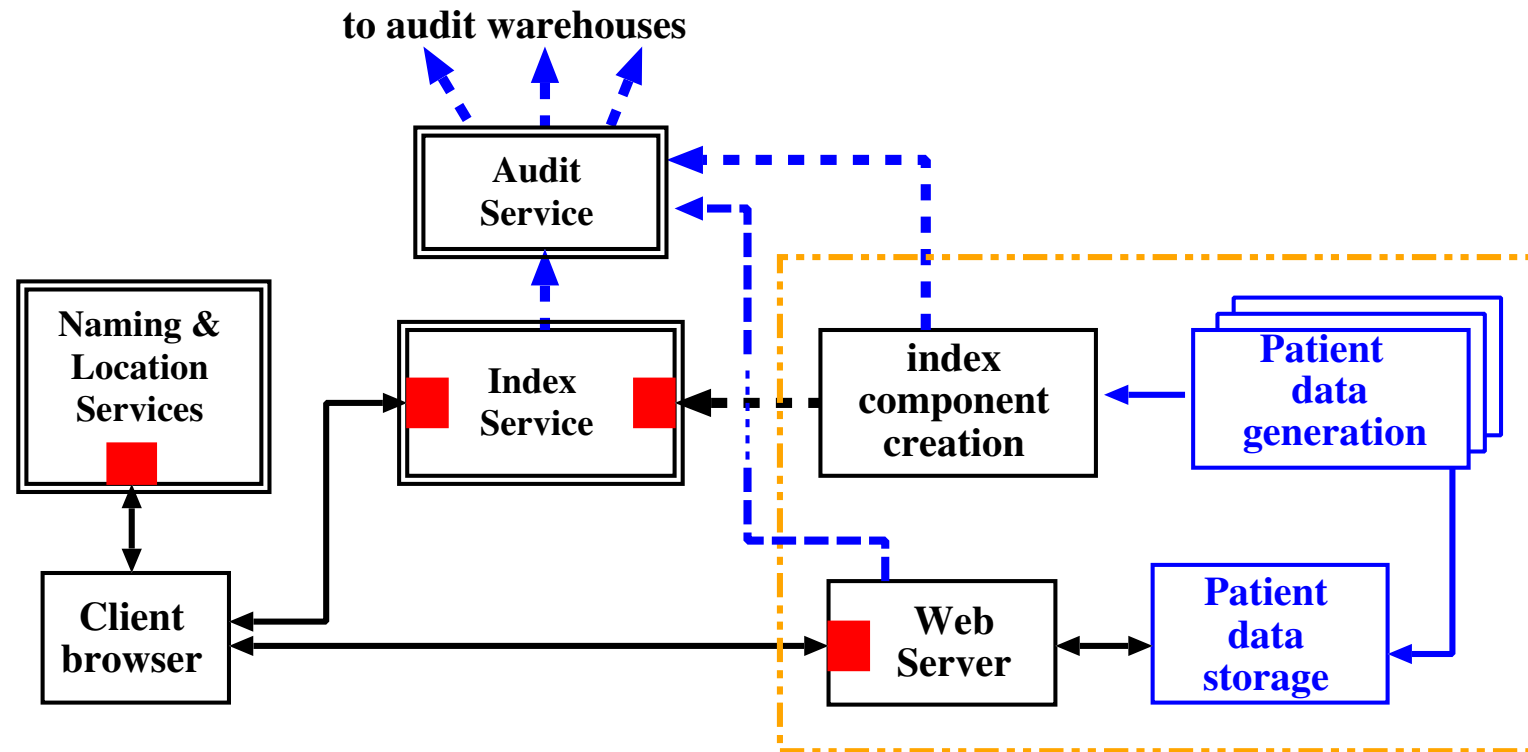 to audit warehouses
Audit
Service
Naming &
Location
Services
Index
Service
index
component
creation
Patient
data
generation
Client
browser
Web
Server
Patient
data
storage